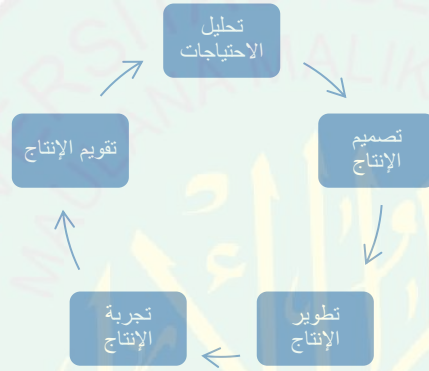 تحليل
الاحتياجات
تصميم
الإنتاج
تطوير
الإنتاج
تجربة
الإنتاج
تقويم الإنتاج